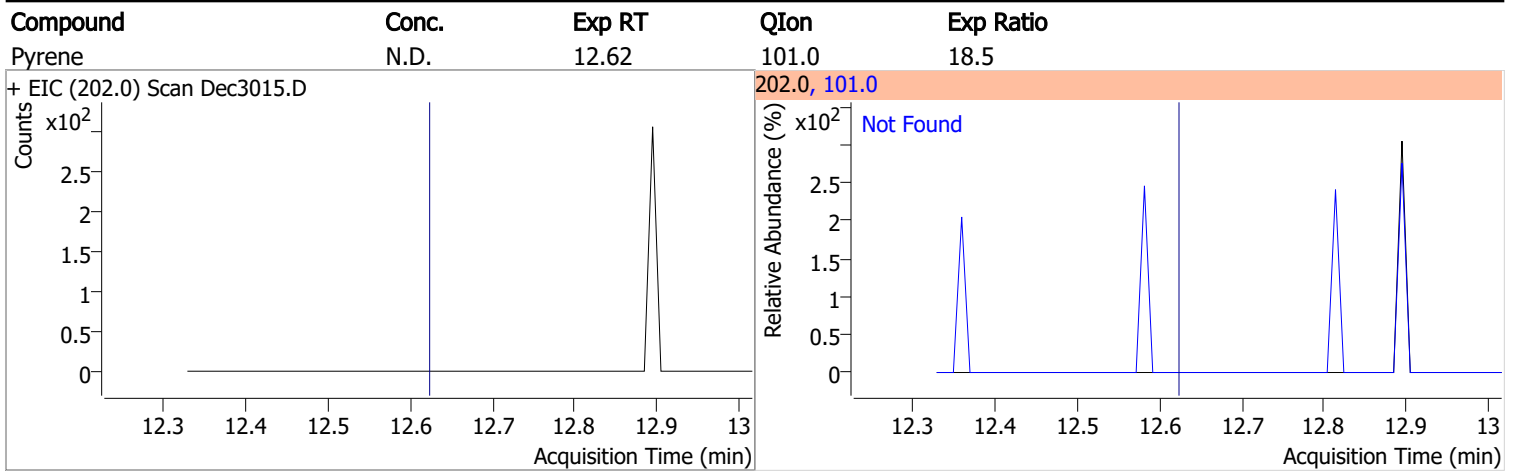 Compound Conc. Exp RT QIon Exp Ratio
Pyrene N.D. 12.62 101.0 18.5
+ EIC (202.0) Scan Dec3015.D
Counts
x10²
2.5
2
1.5
1
0.5
0
12.3 12.4 12.5 12.6 12.7 12.8 12.9 13
Acquisition Time (min)
202.0, 101.0
Relative Abundance (%)
x10²
Not Found
2.5
2
1.5
1
0.5
0
12.3 12.4 12.5 12.6 12.7 12.8 12.9 13
Acquisition Time (min)